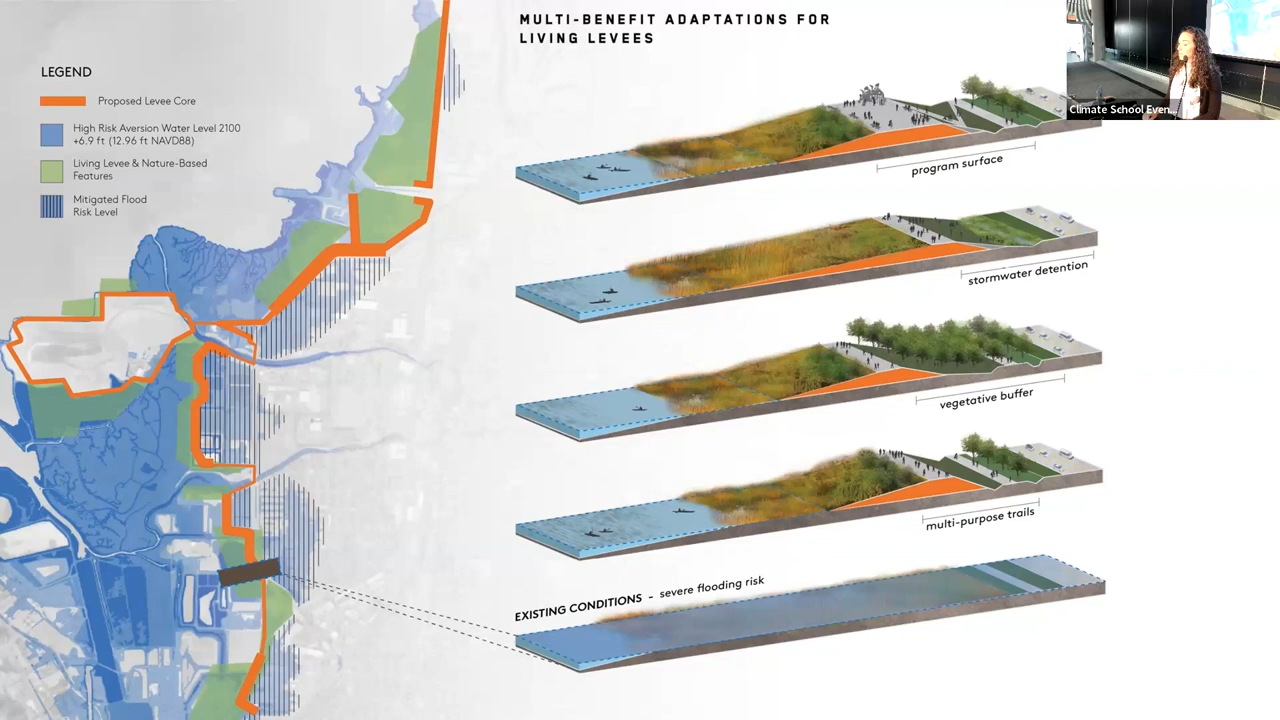 MULTI-BENEFIT ADAPTATIONS FOR
LIVING LEVEES
LEGEND
Proposed Levee Core
High Risk Aversion Water Level 2100
+6.9 ft (12.96 ft NAVD88)
Living Levee & Nature-Based
Features
Mitigated Flood
Risk Level
Climate School Even...
program surface
stormwater detention
vegetative buffer
multi-purpose trails
EXISTING CONDITIONS - severe flooding risk